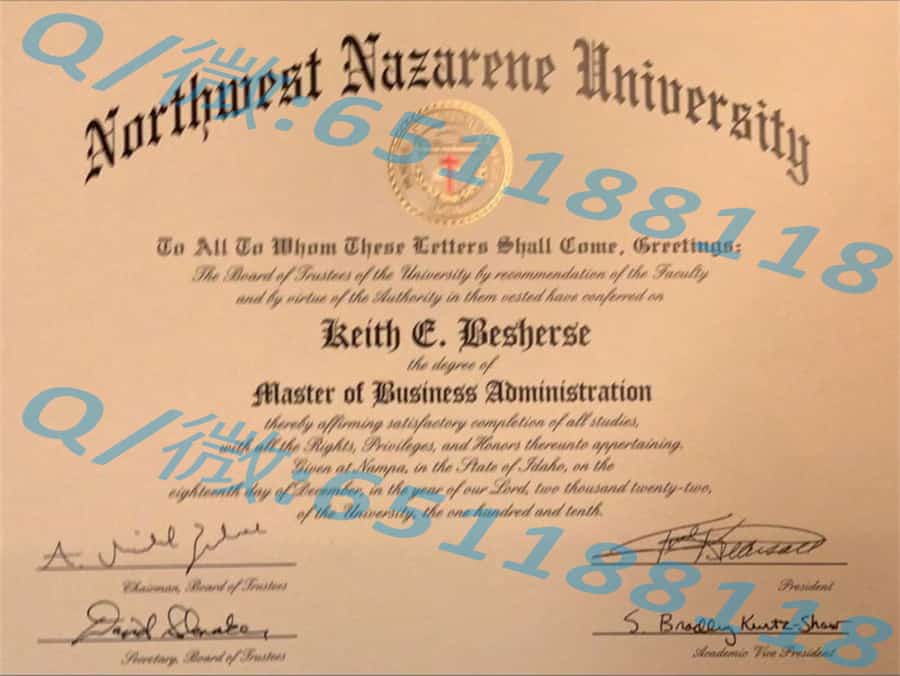 Northwest Nazarene University
To All To Whom These Letters Shall Come, Greetings:
The Board of Trustees of the University by recommendation of the Faculty
and by virtue of the Authority in them vested have conferred on
Keith E. Besherse
the degree of
Master of Business Administration
thereby affirming satisfactory completion of all studies,
with all the Rights, Privileges, and Honors thereunto appertaining.
Given at Nampa, in the State of Idaho, on the
eighteenth day of December, in the year of our Lord, two thousand twenty-two,
of the University, the one hundred and tenth.
Chairman, Board of Trustees
President
S. Bradley Kurtz-Shaw
Secretary, Board of Trustees
Academic Vice President
Q/微:651188118
Q/微:651188118